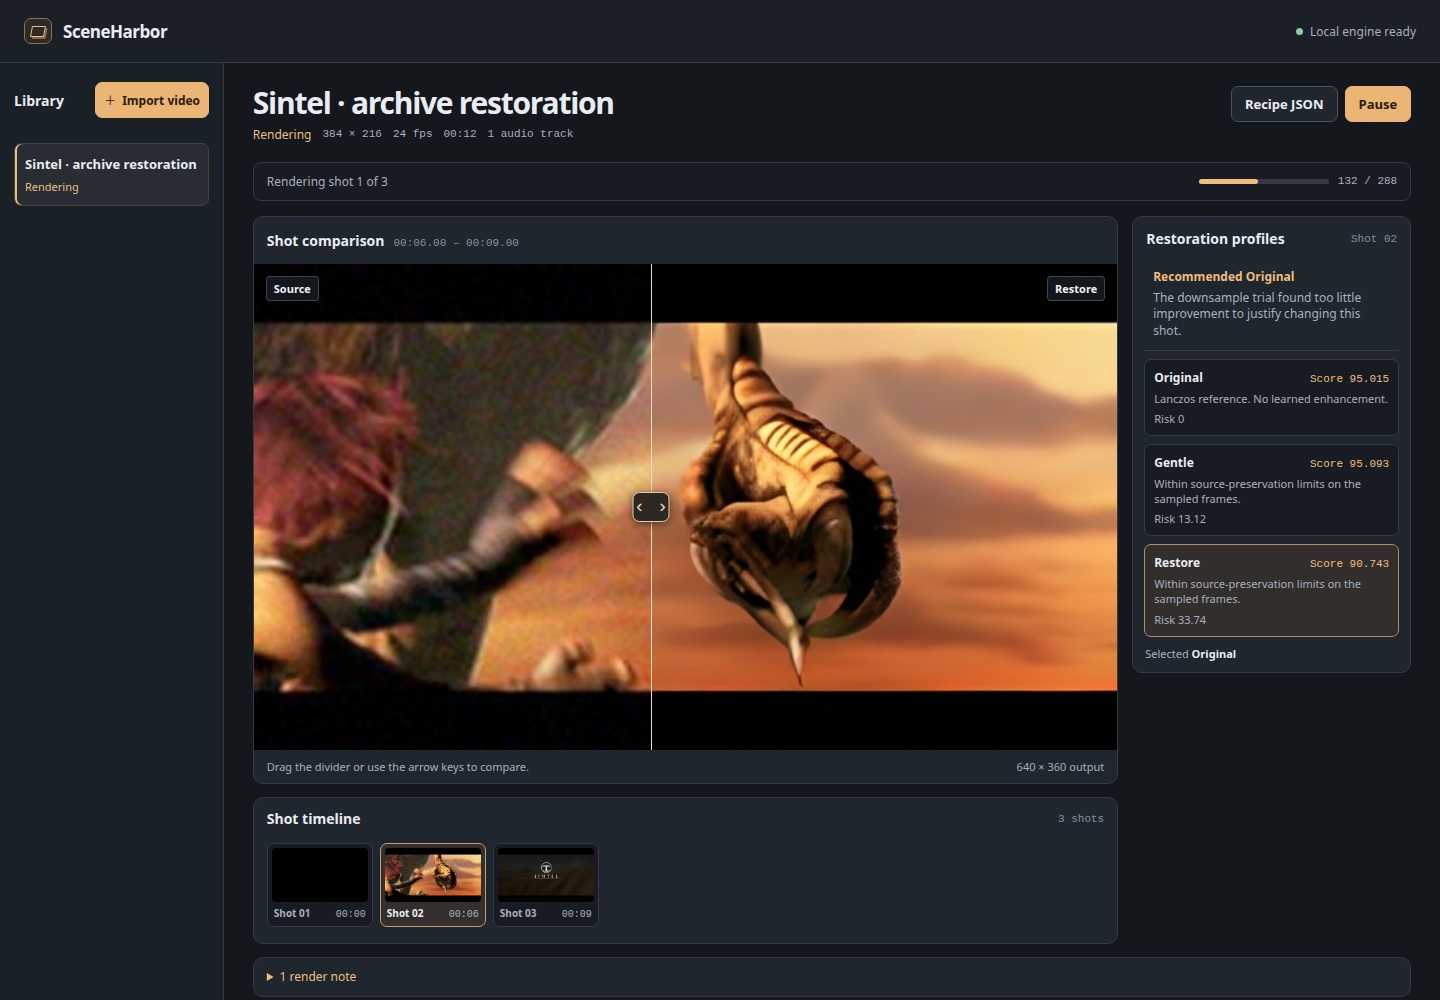 SceneHarbor
Local engine ready
Library
+ Import video
Sintel · archive restoration
Rendering
Sintel · archive restoration
Rendering 384 × 216 24 fps 00:12 1 audio track
Recipe JSON
Pause
Rendering shot 1 of 3
132 / 288
Shot comparison 00:06.00 – 00:09.00
Source
Restore
Drag the divider or use the arrow keys to compare.
640 × 360 output
Restoration profiles
Shot 02
Recommended Original
The downsample trial found too little
improvement to justify changing this
shot.
Original
Score 95.015
Lanczos reference. No learned enhancement.
Risk 0
Gentle
Score 95.093
Within source-preservation limits on the
sampled frames.
Risk 13.12
Restore
Score 90.743
Within source-preservation limits on the
sampled frames.
Risk 33.74
Selected Original
Shot timeline
3 shots
Shot 01 00:00
Shot 02 00:06
Shot 03 00:09
1 render note